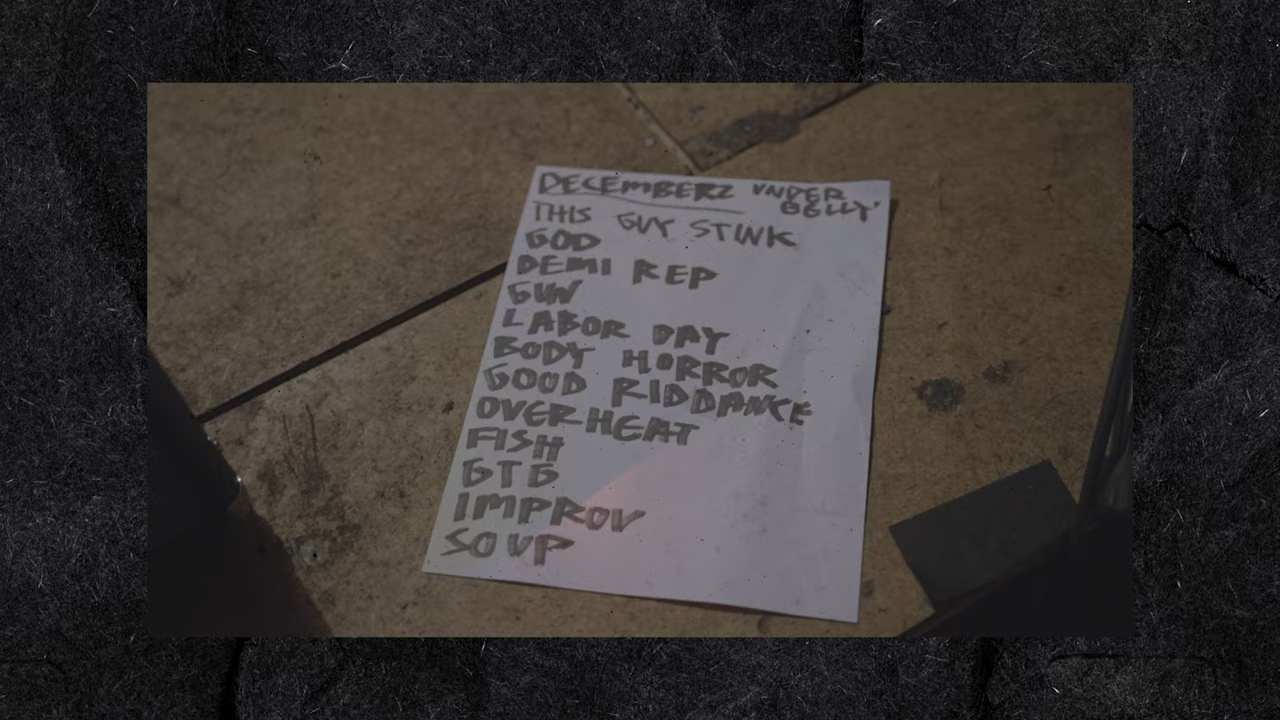 DECEMBERZ UNDER BELLY
THIS GUY STINK
GOD
DEMI REP
GUN
LABOR DAY
BODY HORROR
GOOD RIDDANCE
OVERHEAT
FISH
GTG
IMPROV
SOUP